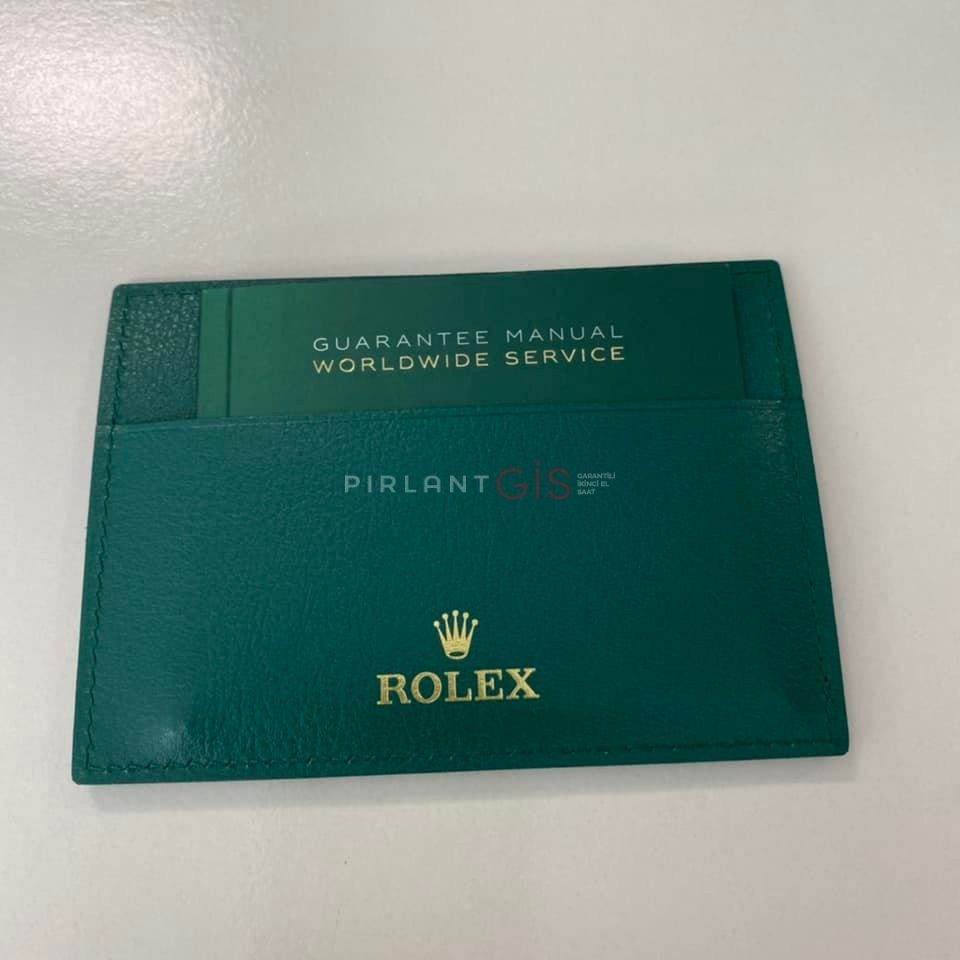 GUARANTEE MANUAL
WORLDWIDE SERVICE
PIRLANTGİS
GARANTİLİ
İKİNCİ EL
SAAT
ROLEX